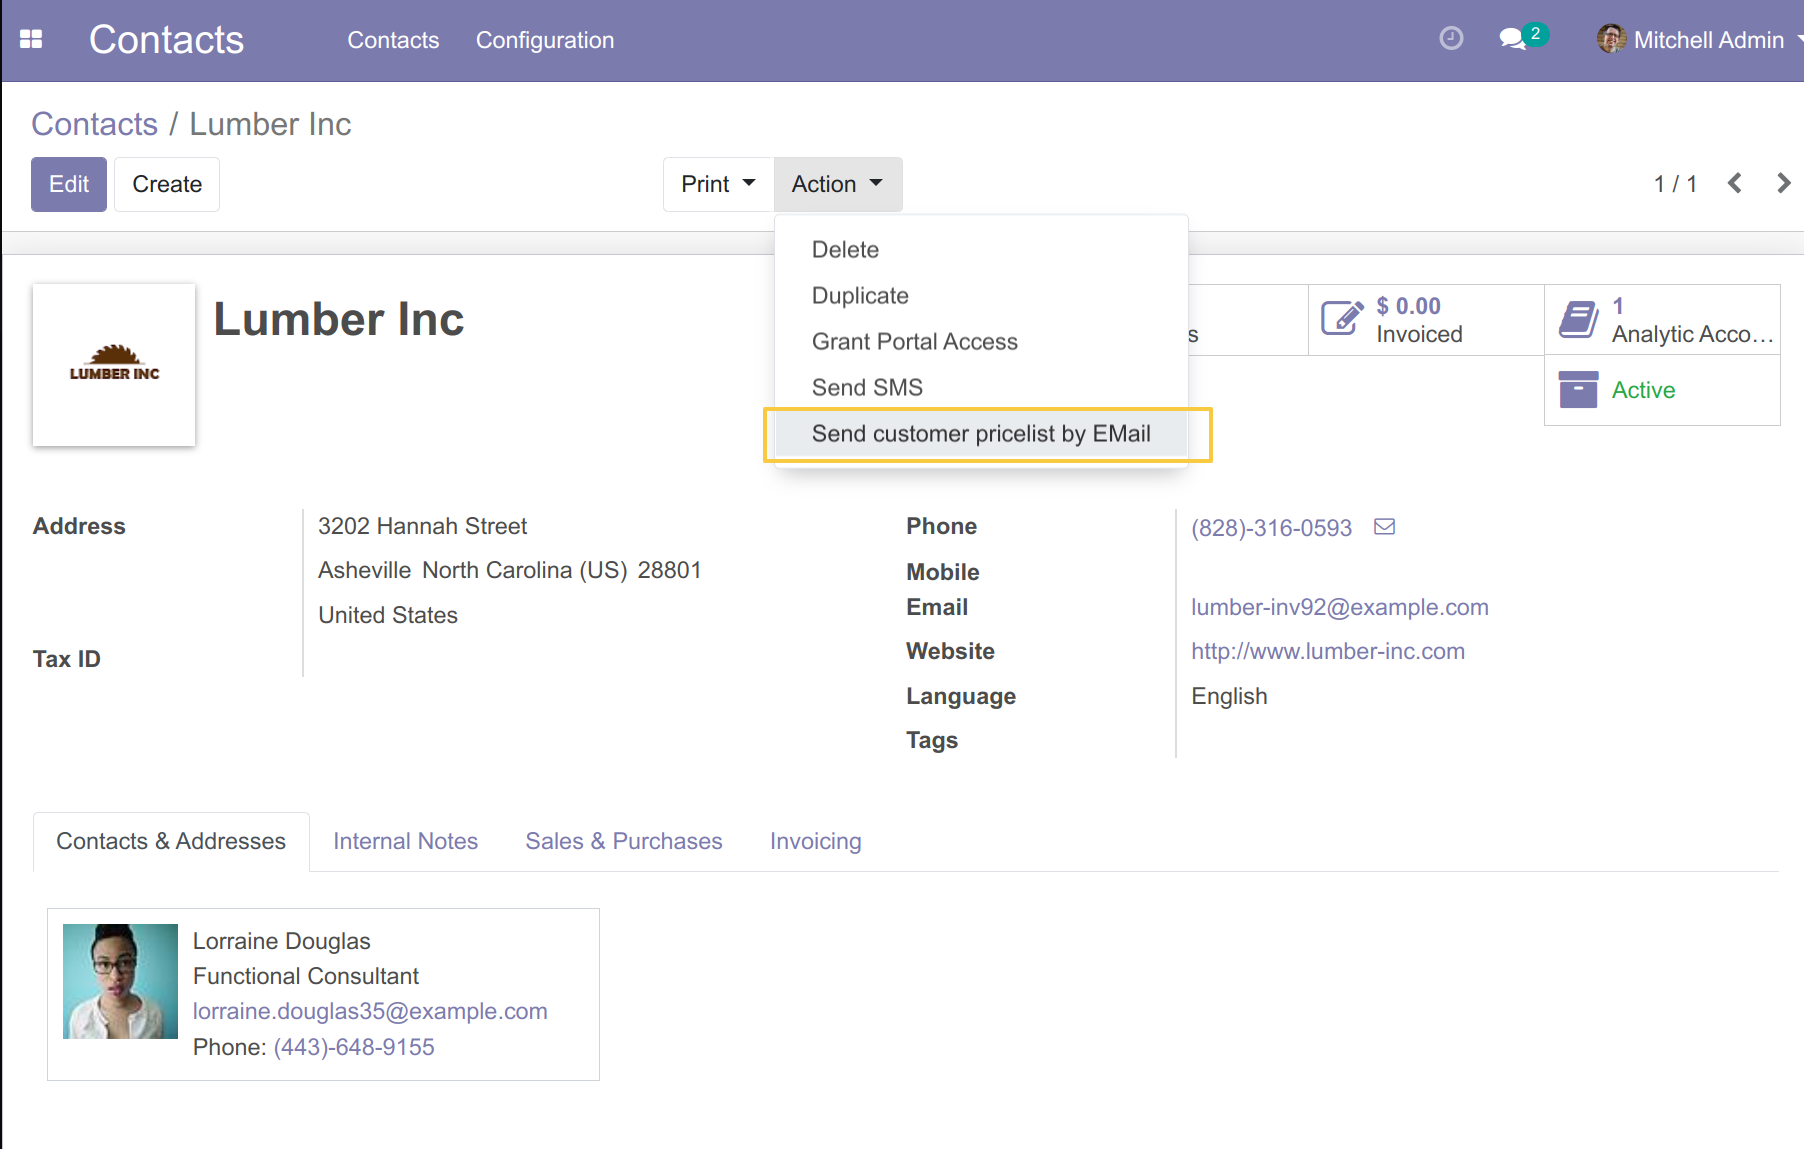 Contacts Contacts Configuration 2 Mitchell Admin
Contacts / Lumber Inc
Edit Create Print Action 1 / 1
Delete
Duplicate
Grant Portal Access
Send SMS
Send customer pricelist by EMail
LUMBER INC
Lumber Inc
s
$ 0.00
Invoiced
1
Analytic Acco...
Active
Address
3202 Hannah Street
Asheville North Carolina (US) 28801
United States
Tax ID
Phone (828)-316-0593
Mobile
Email lumber-inv92@example.com
Website http://www.lumber-inc.com
Language English
Tags
Contacts & Addresses Internal Notes Sales & Purchases Invoicing
Lorraine Douglas
Functional Consultant
lorraine.douglas35@example.com
Phone: (443)-648-9155